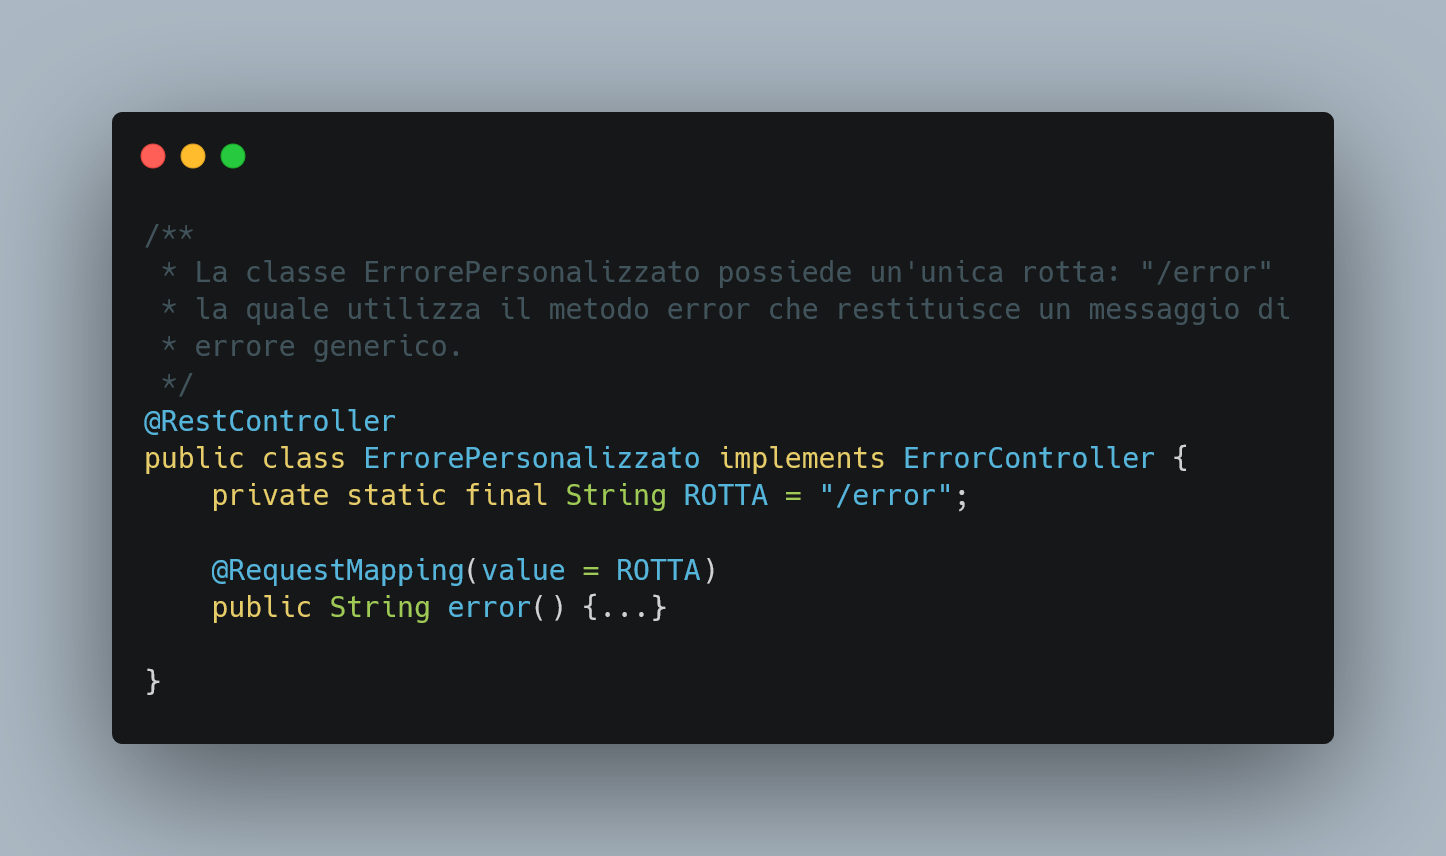 /**
 * La classe ErrorePersonalizzato possiede un'unica rotta: "/error"
 * la quale utilizza il metodo error che restituisce un messaggio di
 * errore generico.
 */
@RestController
public class ErrorePersonalizzato implements ErrorController {
    private static final String ROTTA = "/error";

    @RequestMapping(value = ROTTA)
    public String error() {...}

}